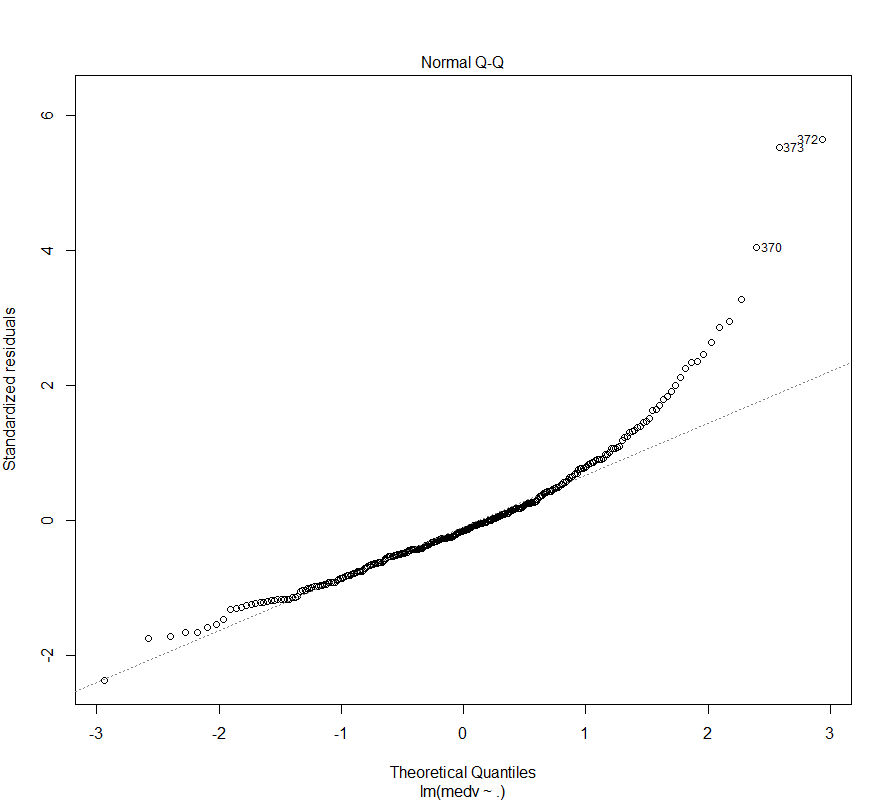 Normal Q-Q
6
372
373
4
370
2
0
-2
Standardized residuals
-3 -2 -1 0 1 2 3
Theoretical Quantiles
lm(medv ~ .)